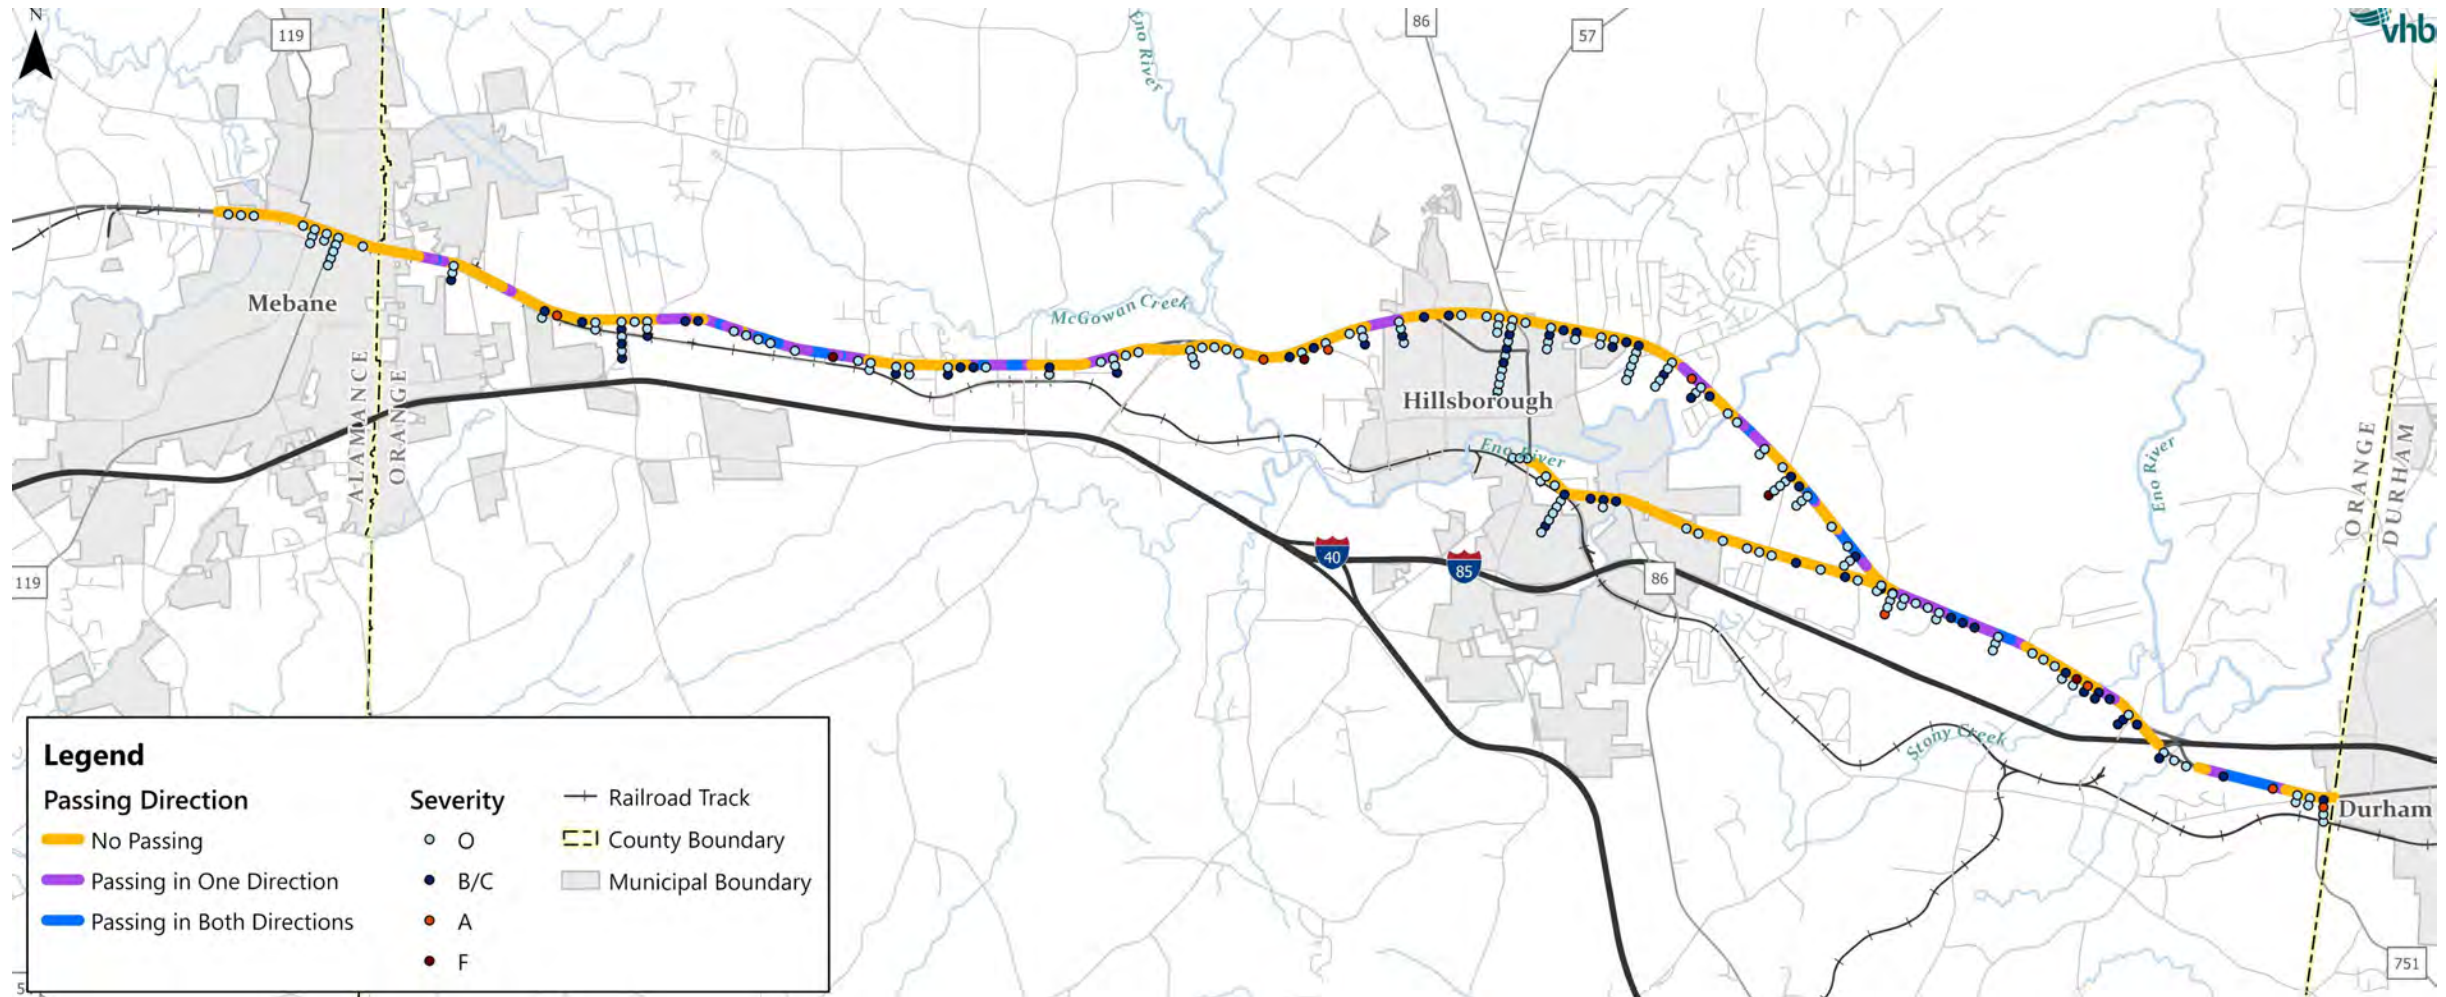 N
119
Eno River
86
57
vhb
Mebane
McGowan Creek
ALAMANCE
ORANGE
Hillsborough
Eno River
Eno River
ORANGE
DURHAM
119
40
85
86
Stony Creek
Durham
751
Legend
Passing Direction
No Passing
Passing in One Direction
Passing in Both Directions
Severity
O
B/C
A
F
Railroad Track
County Boundary
Municipal Boundary
5